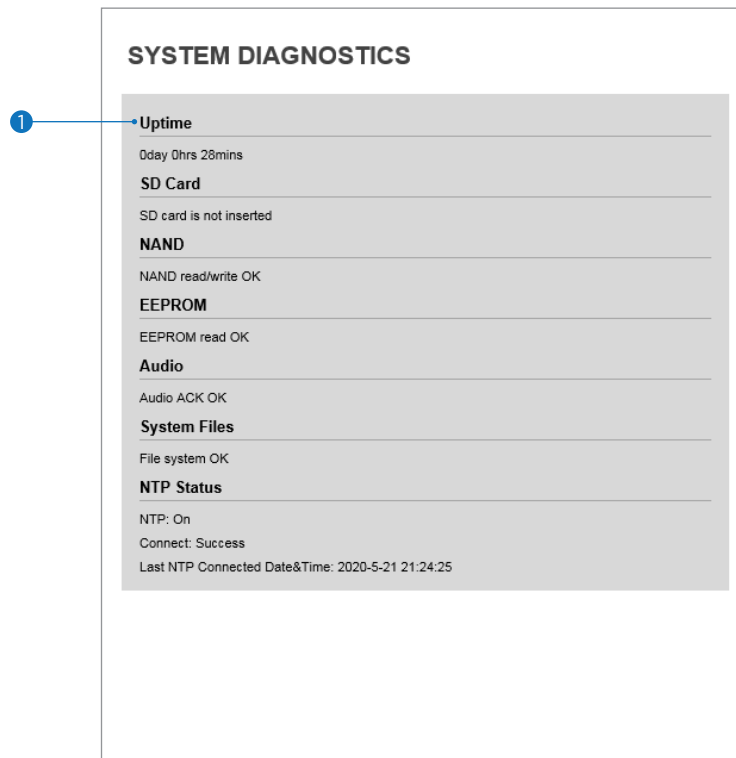 SYSTEM DIAGNOSTICS
1
Uptime
0day 0hrs 28mins
SD Card
SD card is not inserted
NAND
NAND read/write OK
EEPROM
EEPROM read OK
Audio
Audio ACK OK
System Files
File system OK
NTP Status
NTP: On
Connect: Success
Last NTP Connected Date&Time: 2020-5-21 21:24:25